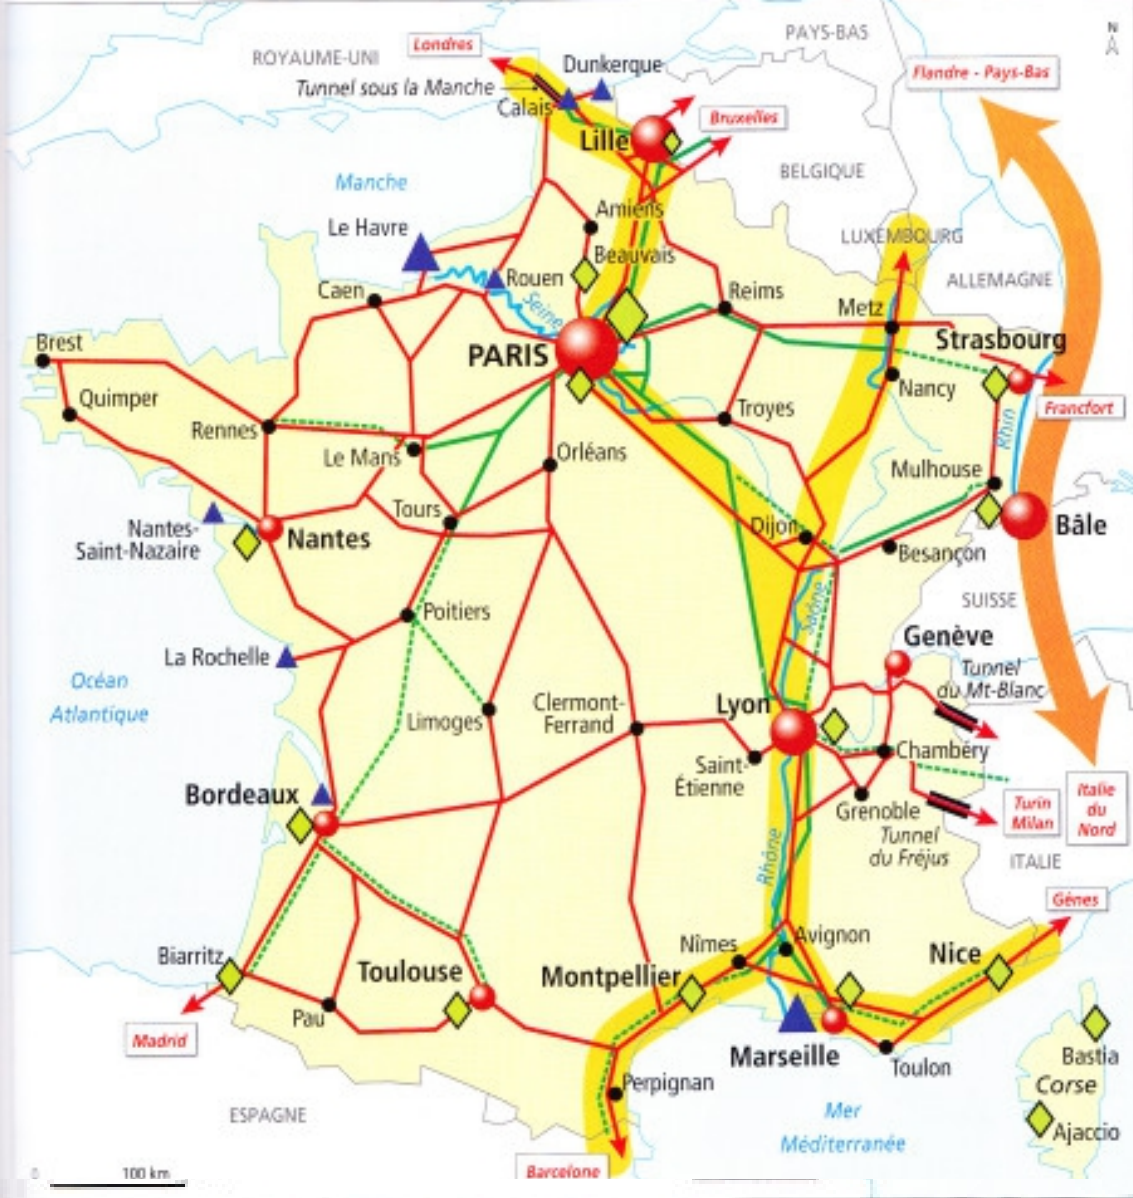 N
PAYS-BAS
Londres
ROYAUME-UNI
Dunkerque
Flandre - Pays-Bas
Tunnel sous la Manche
Calais
Bruxelles
Lille
BELGIQUE
Manche
Amiens
Le Havre
LUXEMBOURG
Beauvais
Rouen
ALLEMAGNE
Caen
Seine
Reims
Metz
Brest
PARIS
Strasbourg
Nancy
Quimper
Troyes
Francfort
Rennes
Rhin
Le Mans
Orléans
Mulhouse
Tours
Nantes-
Saint-Nazaire
Nantes
Dijon
Bâle
Besançon
SUISSE
Saône
Poitiers
Genève
La Rochelle
Tunnel
du Mt-Blanc
Océan
Atlantique
Limoges
Clermont-
Ferrand
Lyon
Chambéry
Saint-
Étienne
Bordeaux
Grenoble
Turin
Milan
Italie
du
Nord
Tunnel
du Fréjus
Rhône
ITALIE
Gênes
Avignon
Nîmes
Biarritz
Toulouse
Montpellier
Nice
Pau
Madrid
Marseille
Toulon
Bastia
Perpignan
Corse
ESPAGNE
Mer
Méditerranée
Ajaccio
Barcelone
0
100 km